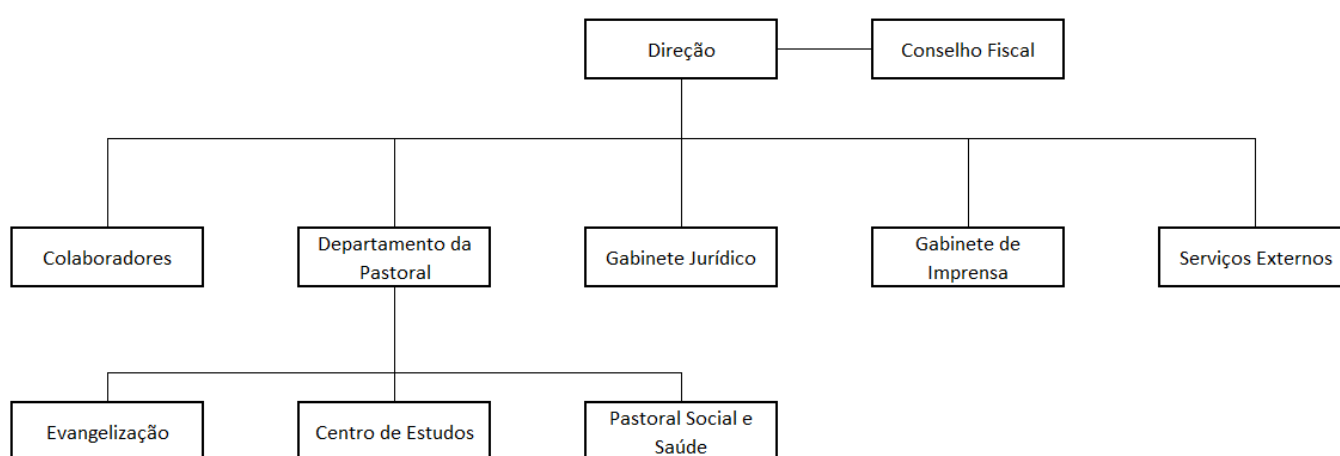 Direção
Conselho Fiscal
Colaboradores
Departamento da
Pastoral
Gabinete Jurídico
Gabinete de
Imprensa
Serviços Externos
Evangelização
Centro de Estudos
Pastoral Social e
Saúde